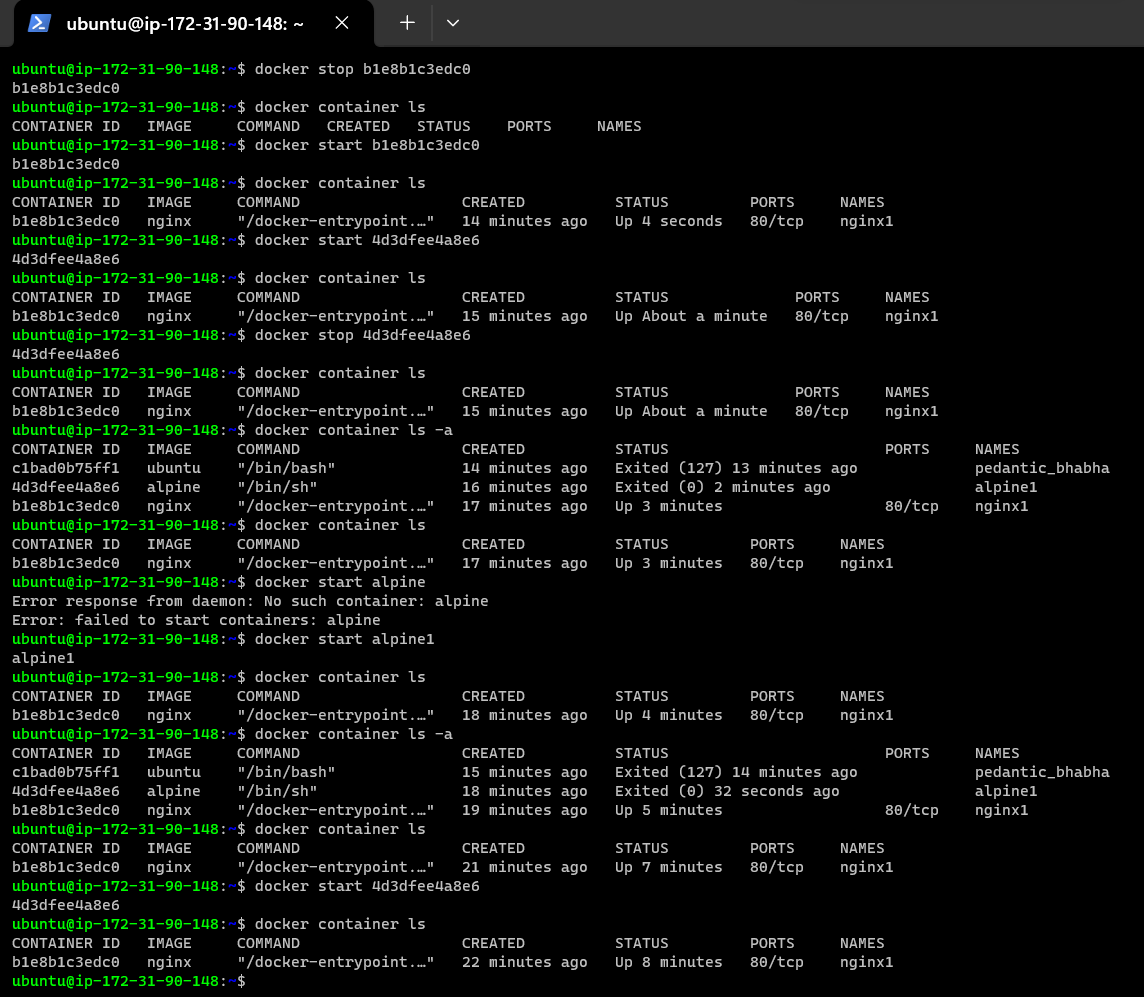 ubuntu@ip-172-31-90-148: ~
ubuntu@ip-172-31-90-148:~$ docker stop b1e8b1c3edc0
b1e8b1c3edc0
ubuntu@ip-172-31-90-148:~$ docker container ls
CONTAINER ID   IMAGE     COMMAND   CREATED   STATUS    PORTS     NAMES
ubuntu@ip-172-31-90-148:~$ docker start b1e8b1c3edc0
b1e8b1c3edc0
ubuntu@ip-172-31-90-148:~$ docker container ls
CONTAINER ID   IMAGE     COMMAND                  CREATED          STATUS         PORTS     NAMES
b1e8b1c3edc0   nginx     "/docker-entrypoint.…"   14 minutes ago   Up 4 seconds   80/tcp    nginx1
ubuntu@ip-172-31-90-148:~$ docker start 4d3dfee4a8e6
4d3dfee4a8e6
ubuntu@ip-172-31-90-148:~$ docker container ls
CONTAINER ID   IMAGE     COMMAND                  CREATED          STATUS              PORTS     NAMES
b1e8b1c3edc0   nginx     "/docker-entrypoint.…"   15 minutes ago   Up About a minute   80/tcp    nginx1
ubuntu@ip-172-31-90-148:~$ docker stop 4d3dfee4a8e6
4d3dfee4a8e6
ubuntu@ip-172-31-90-148:~$ docker container ls
CONTAINER ID   IMAGE     COMMAND                  CREATED          STATUS              PORTS     NAMES
b1e8b1c3edc0   nginx     "/docker-entrypoint.…"   15 minutes ago   Up About a minute   80/tcp    nginx1
ubuntu@ip-172-31-90-148:~$ docker container ls -a
CONTAINER ID   IMAGE     COMMAND                  CREATED          STATUS                        PORTS     NAMES
c1bad0b75ff1   ubuntu    "/bin/bash"              14 minutes ago   Exited (127) 13 minutes ago             pedantic_bhabha
4d3dfee4a8e6   alpine    "/bin/sh"                16 minutes ago   Exited (0) 2 minutes ago                alpine1
b1e8b1c3edc0   nginx     "/docker-entrypoint.…"   17 minutes ago   Up 3 minutes                  80/tcp    nginx1
ubuntu@ip-172-31-90-148:~$ docker container ls
CONTAINER ID   IMAGE     COMMAND                  CREATED          STATUS         PORTS     NAMES
b1e8b1c3edc0   nginx     "/docker-entrypoint.…"   17 minutes ago   Up 3 minutes   80/tcp    nginx1
ubuntu@ip-172-31-90-148:~$ docker start alpine
Error response from daemon: No such container: alpine
Error: failed to start containers: alpine
ubuntu@ip-172-31-90-148:~$ docker start alpine1
alpine1
ubuntu@ip-172-31-90-148:~$ docker container ls
CONTAINER ID   IMAGE     COMMAND                  CREATED          STATUS         PORTS     NAMES
b1e8b1c3edc0   nginx     "/docker-entrypoint.…"   18 minutes ago   Up 4 minutes   80/tcp    nginx1
ubuntu@ip-172-31-90-148:~$ docker container ls -a
CONTAINER ID   IMAGE     COMMAND                  CREATED          STATUS                        PORTS     NAMES
c1bad0b75ff1   ubuntu    "/bin/bash"              15 minutes ago   Exited (127) 14 minutes ago             pedantic_bhabha
4d3dfee4a8e6   alpine    "/bin/sh"                18 minutes ago   Exited (0) 32 seconds ago               alpine1
b1e8b1c3edc0   nginx     "/docker-entrypoint.…"   19 minutes ago   Up 5 minutes                  80/tcp    nginx1
ubuntu@ip-172-31-90-148:~$ docker container ls
CONTAINER ID   IMAGE     COMMAND                  CREATED          STATUS         PORTS     NAMES
b1e8b1c3edc0   nginx     "/docker-entrypoint.…"   21 minutes ago   Up 7 minutes   80/tcp    nginx1
ubuntu@ip-172-31-90-148:~$ docker start 4d3dfee4a8e6
4d3dfee4a8e6
ubuntu@ip-172-31-90-148:~$ docker container ls
CONTAINER ID   IMAGE     COMMAND                  CREATED          STATUS         PORTS     NAMES
b1e8b1c3edc0   nginx     "/docker-entrypoint.…"   22 minutes ago   Up 8 minutes   80/tcp    nginx1
ubuntu@ip-172-31-90-148:~$